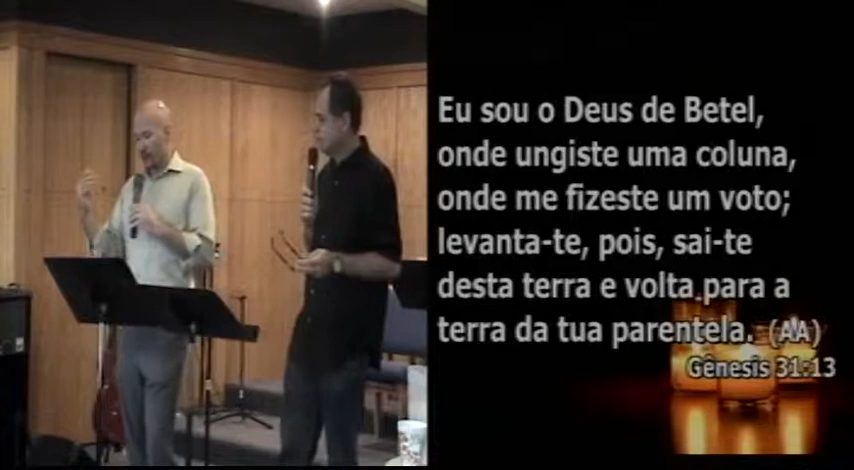 Eu sou o Deus de Betel,
onde ungiste uma coluna,
onde me fizeste um voto;
levanta-te, pois, sai-te
desta terra e volta para a
terra da tua parentela. (AA)
Gênesis 31:13